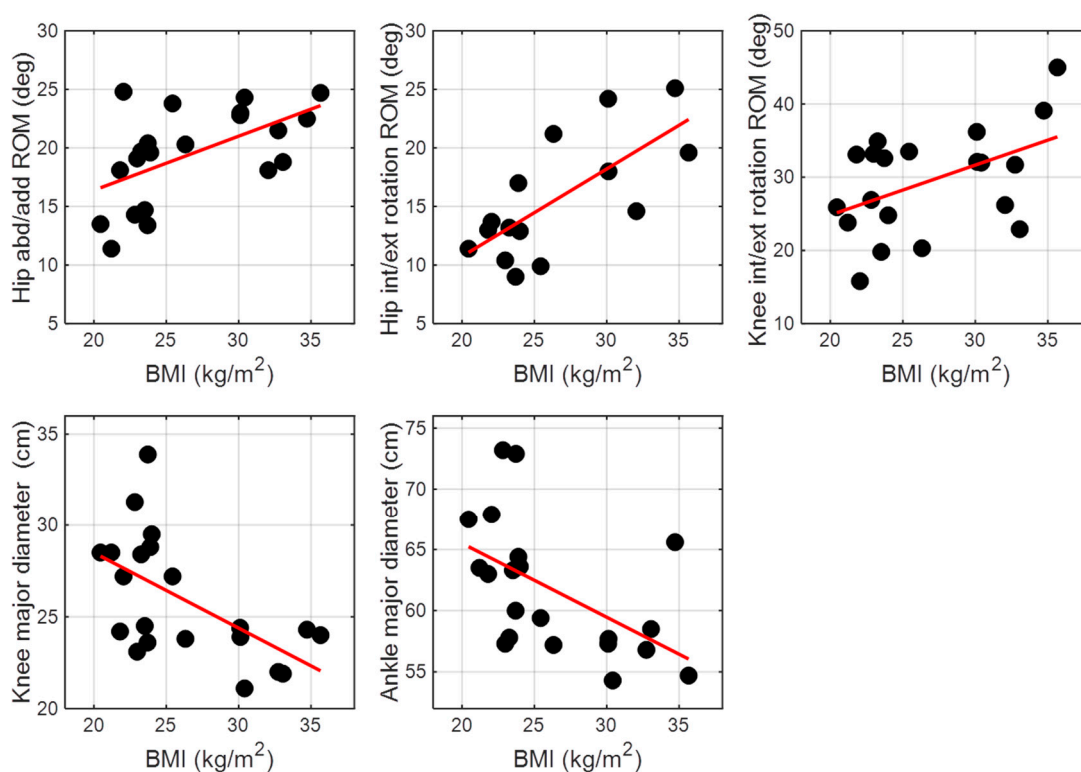 Hip abd/add ROM (deg)
30
25
20
15
10
5
20 25 30 35
BMI (kg/m²)
Hip int/ext rotation ROM (deg)
30
25
20
15
10
5
20 25 30 35
BMI (kg/m²)
Knee int/ext rotation ROM (deg)
50
40
30
20
10
20 25 30 35
BMI (kg/m²)
Knee major diameter (cm)
35
30
25
20
20 25 30 35
BMI (kg/m²)
Ankle major diameter (cm)
75
70
65
60
55
20 25 30 35
BMI (kg/m²)